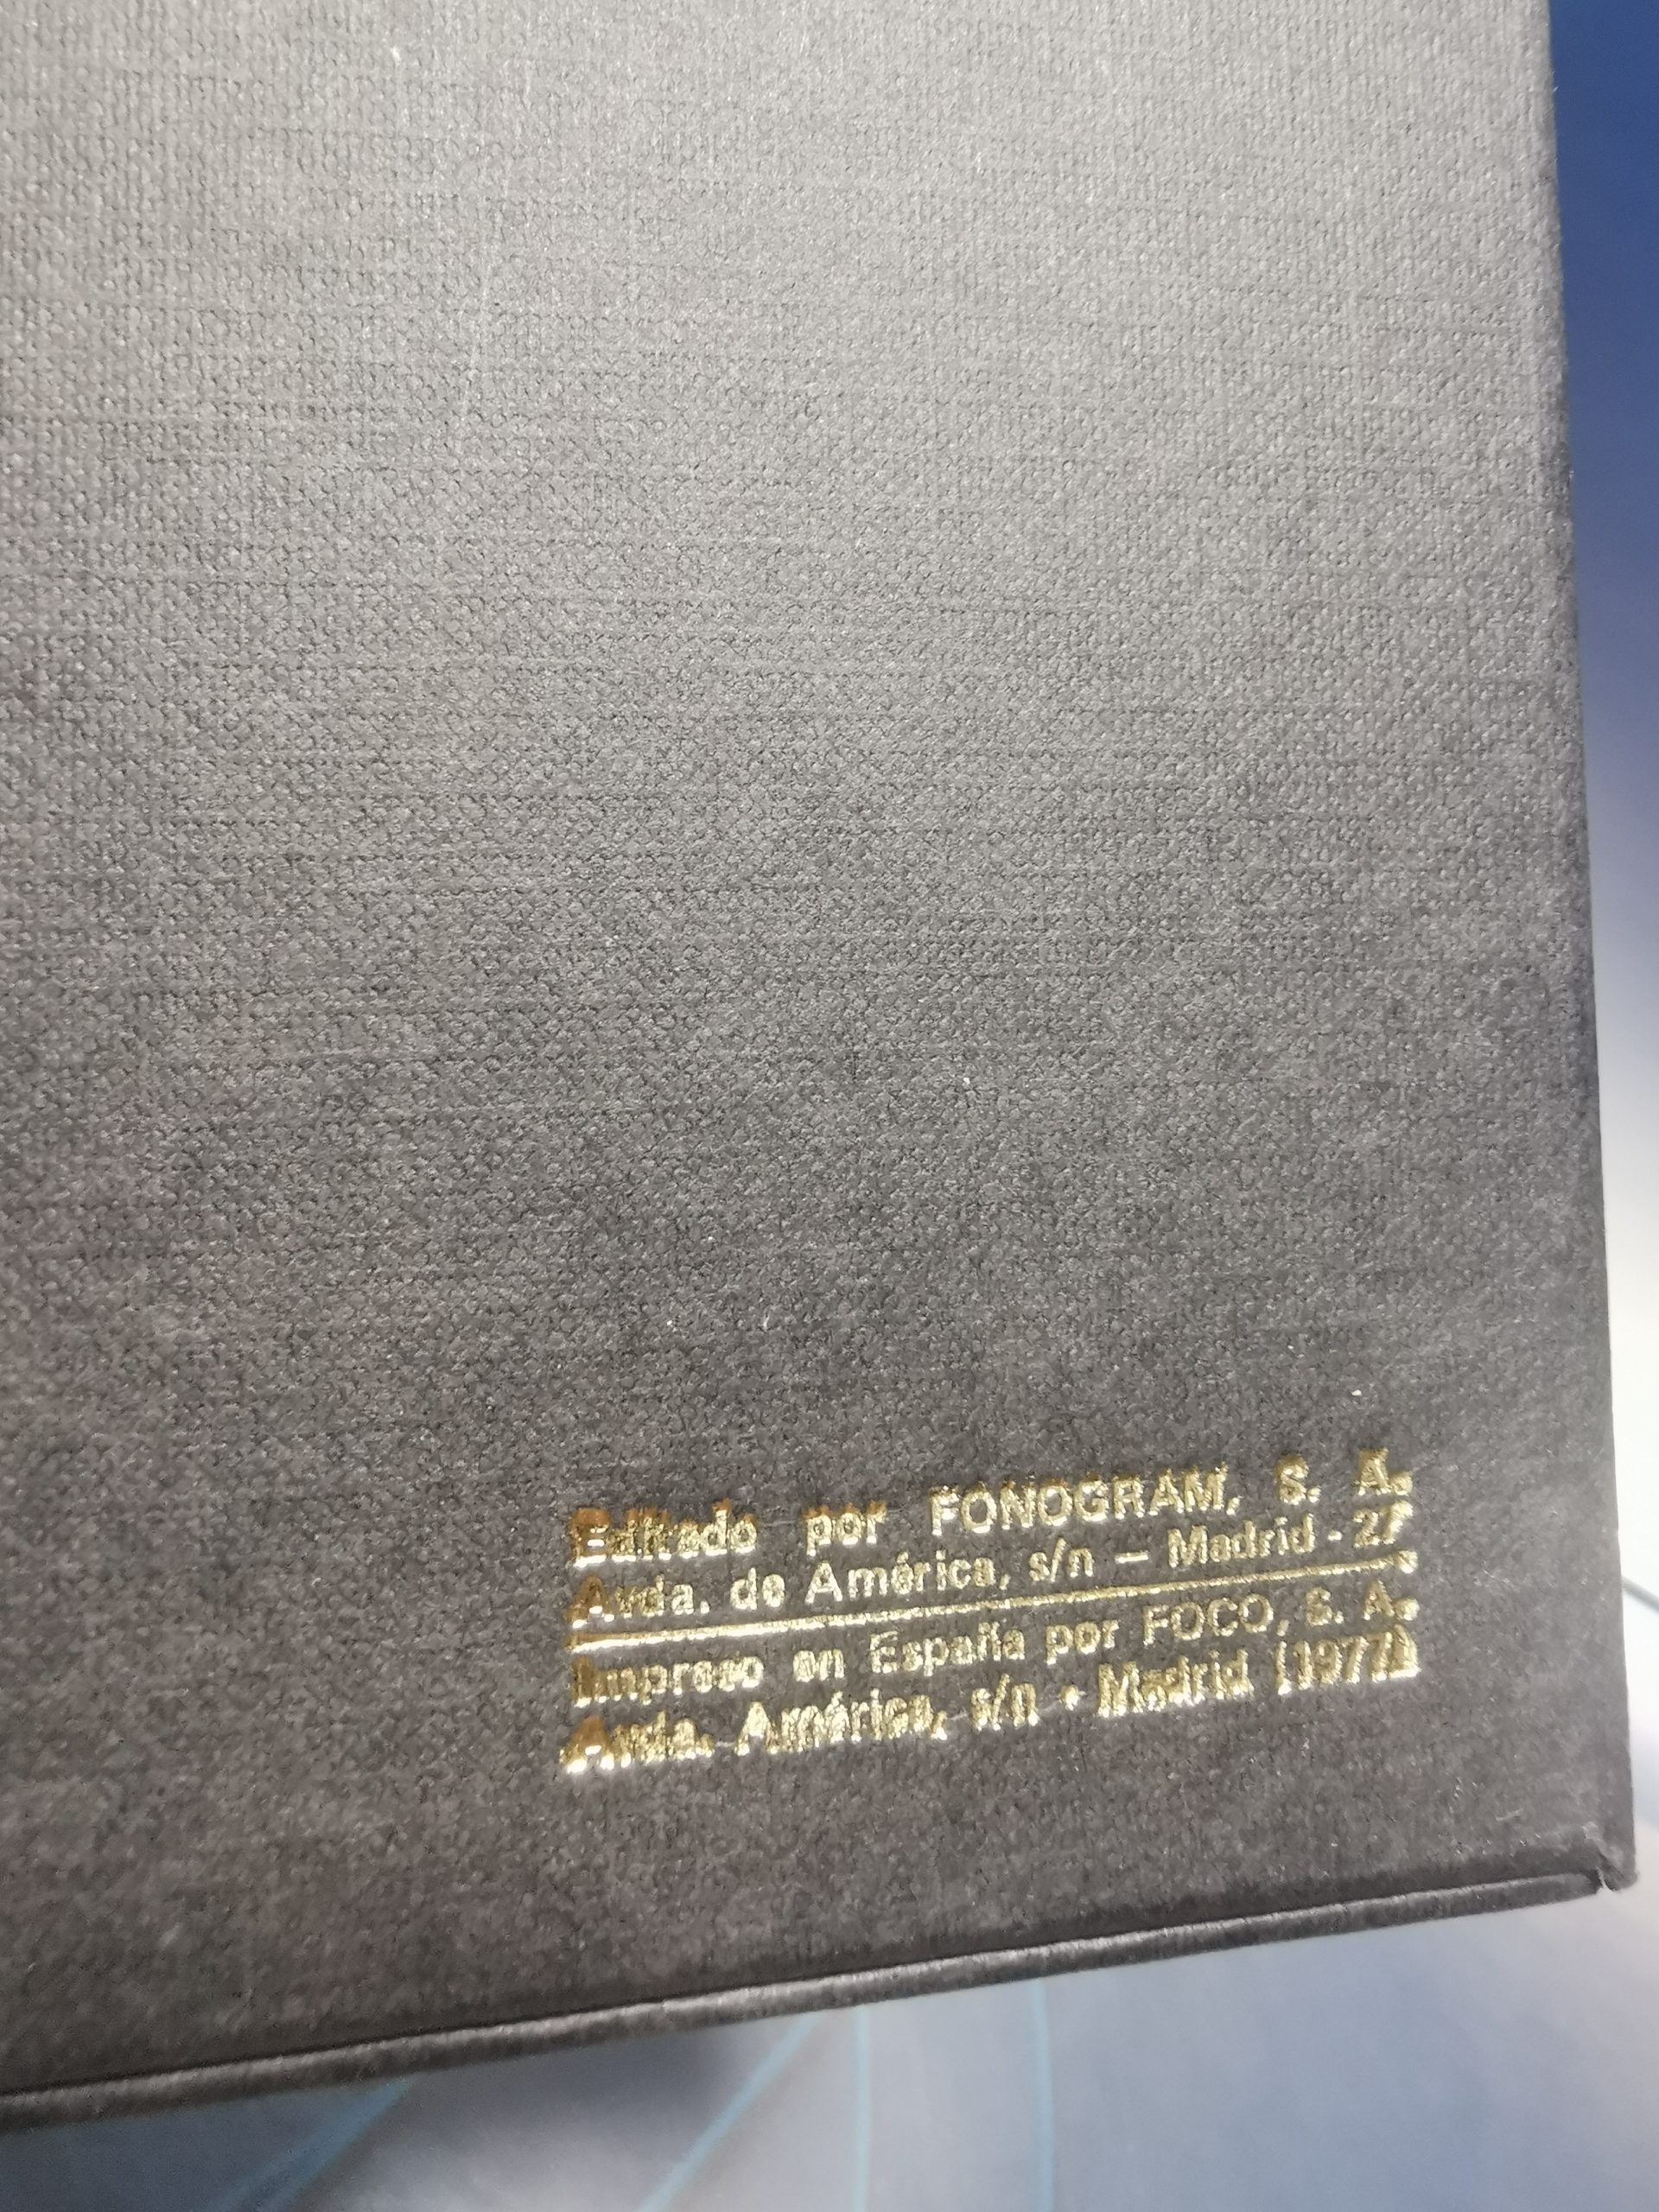 Editado por FONOGRAM, S. A.
Avda. de América, s/n — Madrid - 27
Impreso en España por FOCO, S. A.
Avda. América, s/n • Madrid (1977)